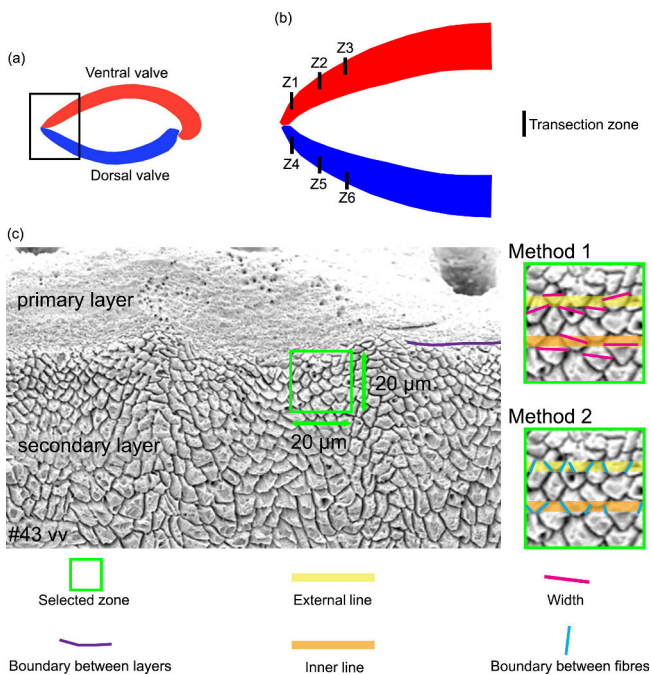 (a)
Ventral valve
Dorsal valve
(b)
Z1
Z2
Z3
Z4
Z5
Z6
Transection zone
(c)
primary layer
secondary layer
20 µm
20 µm
#43 vv
Method 1
Method 2
Selected zone
External line
Width
Boundary between layers
Inner line
Boundary between fibres